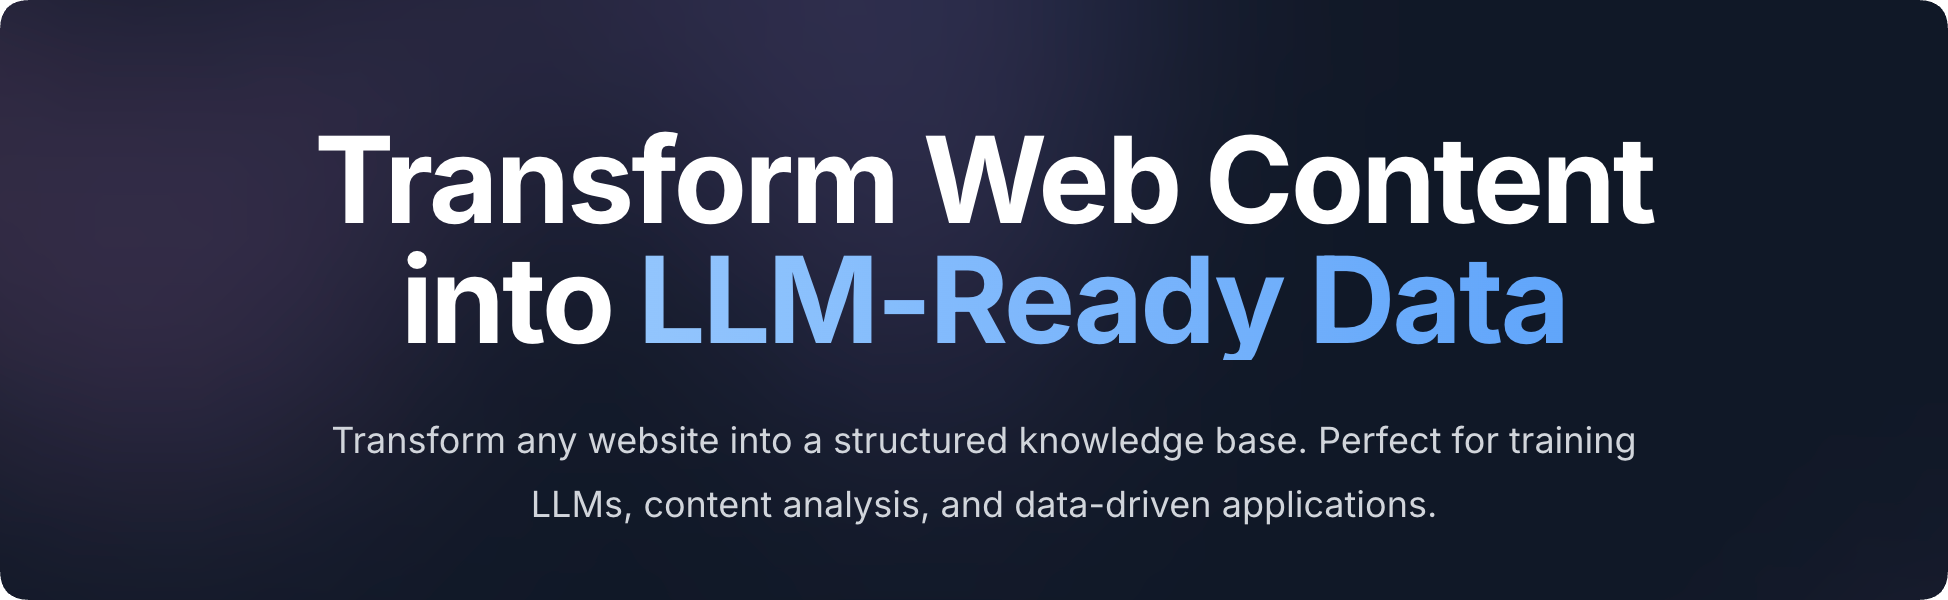 Transform Web Content
into LLM-Ready Data
Transform any website into a structured knowledge base. Perfect for training
LLMs, content analysis, and data-driven applications.